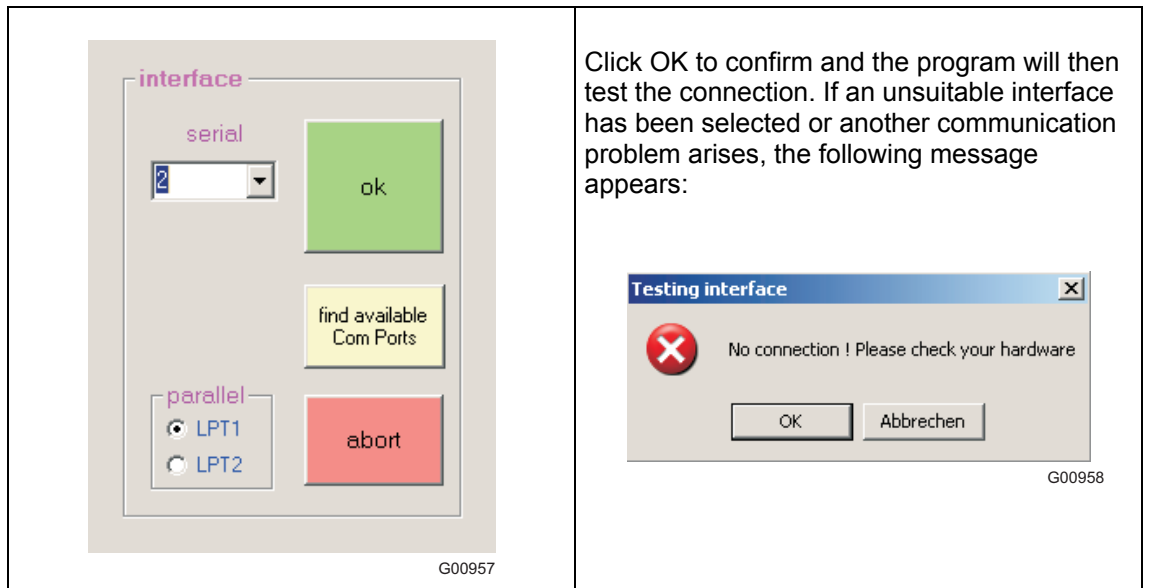 interface
serial
2
ok
find available
Com Ports
parallel
LPT1
LPT2
abort
G00957
Click OK to confirm and the program will then
test the connection. If an unsuitable interface
has been selected or another communication
problem arises, the following message
appears:
Testing interface
No connection ! Please check your hardware
OK
Abbrechen
G00958